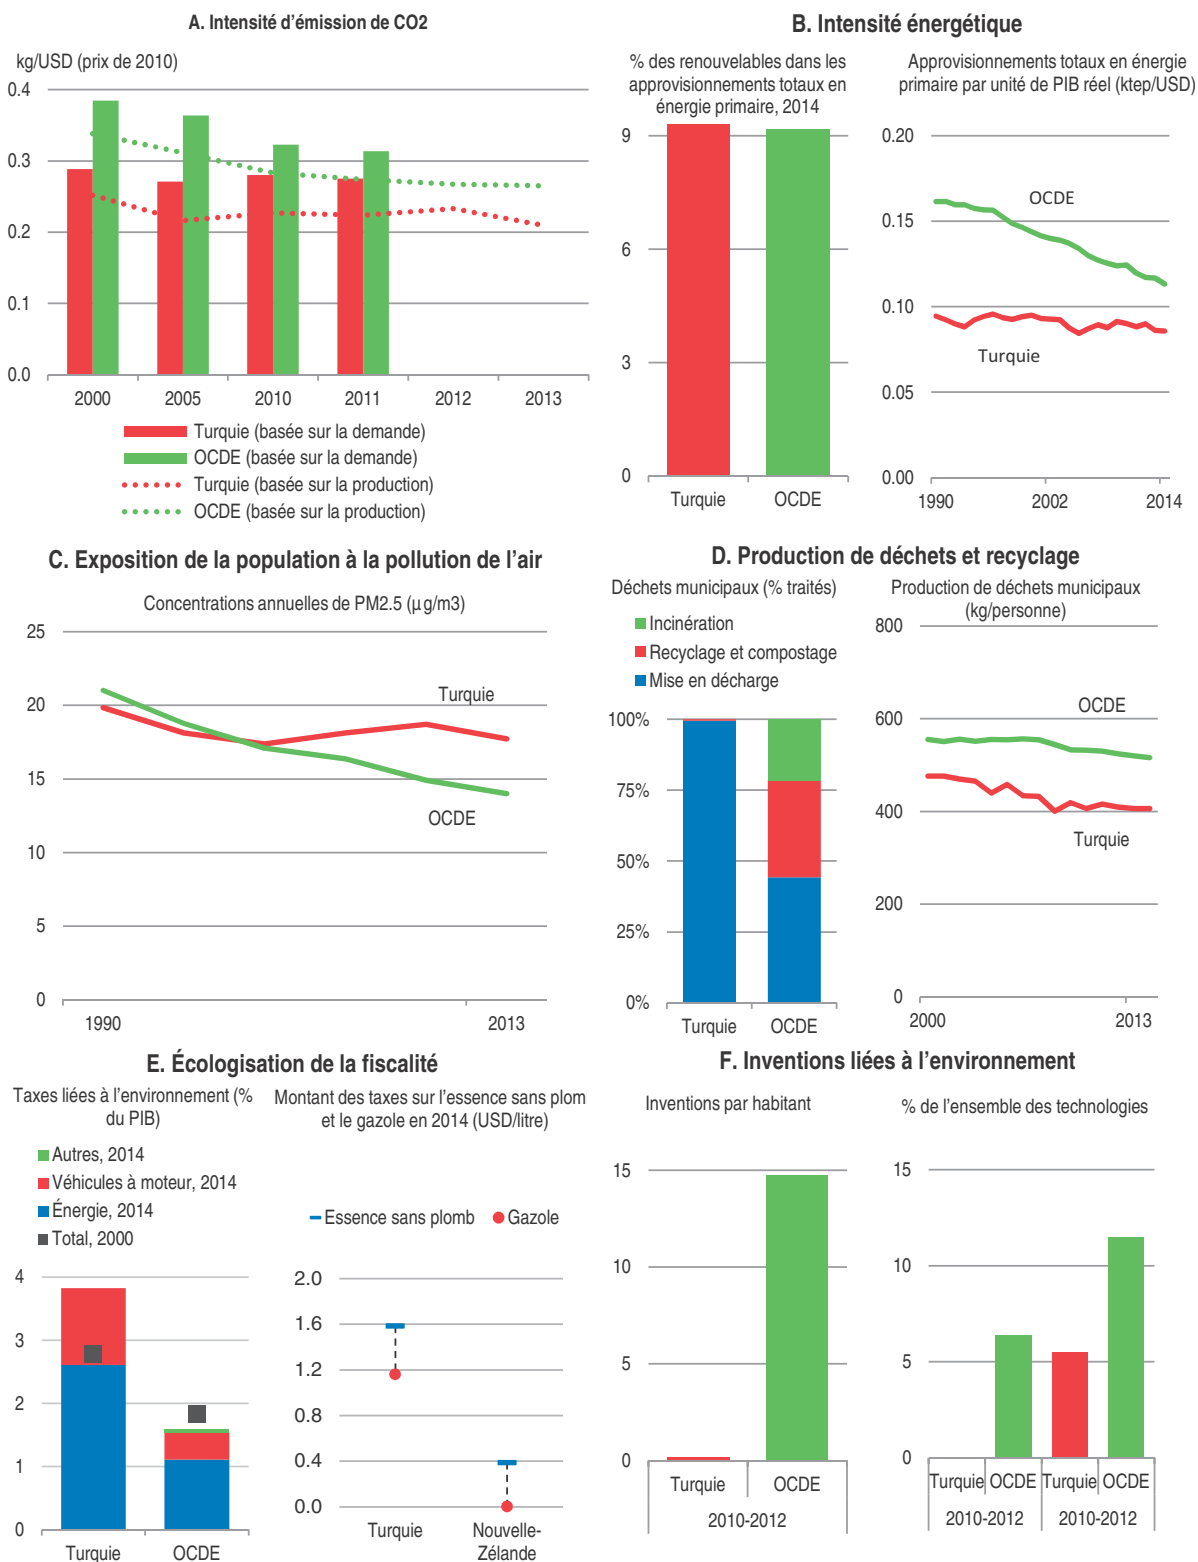 A. Intensité d'émission de CO2
kg/USD (prix de 2010)
0.4
0.3
0.2
0.1
0.0
2000 2005 2010 2011 2012 2013
Turquie (basée sur la demande)
OCDE (basée sur la demande)
Turquie (basée sur la production)
OCDE (basée sur la production)
B. Intensité énergétique
% des renouvelables dans les
approvisionnements totaux en
énergie primaire, 2014
9
6
3
0
Turquie OCDE
Approvisionnements totaux en énergie
primaire par unité de PIB réel (ktep/USD)
0.20
0.15
0.10
0.05
0.00
OCDE
Turquie
1990 2002 2014
C. Exposition de la population à la pollution de l'air
Concentrations annuelles de PM2.5 (µg/m3)
25
20
15
10
5
0
Turquie
OCDE
1990 2013
D. Production de déchets et recyclage
Déchets municipaux (% traités)
Incinération
Recyclage et compostage
Mise en décharge
100%
75%
50%
25%
0%
Turquie OCDE
Production de déchets municipaux
(kg/personne)
800
600
400
200
0
OCDE
Turquie
2000 2013
E. Écologisation de la fiscalité
Taxes liées à l'environnement (%
du PIB)
Autres, 2014
Véhicules à moteur, 2014
Énergie, 2014
Total, 2000
4
3
2
1
0
Turquie OCDE
Montant des taxes sur l'essence sans plom
et le gazole en 2014 (USD/litre)
Essence sans plomb Gazole
2.0
1.6
1.2
0.8
0.4
0.0
Turquie Nouvelle-
Zélande
F. Inventions liées à l'environnement
Inventions par habitant
15
10
5
0
Turquie OCDE
2010-2012
% de l'ensemble des technologies
15
10
5
0
Turquie OCDE Turquie OCDE
2010-2012 2010-2012